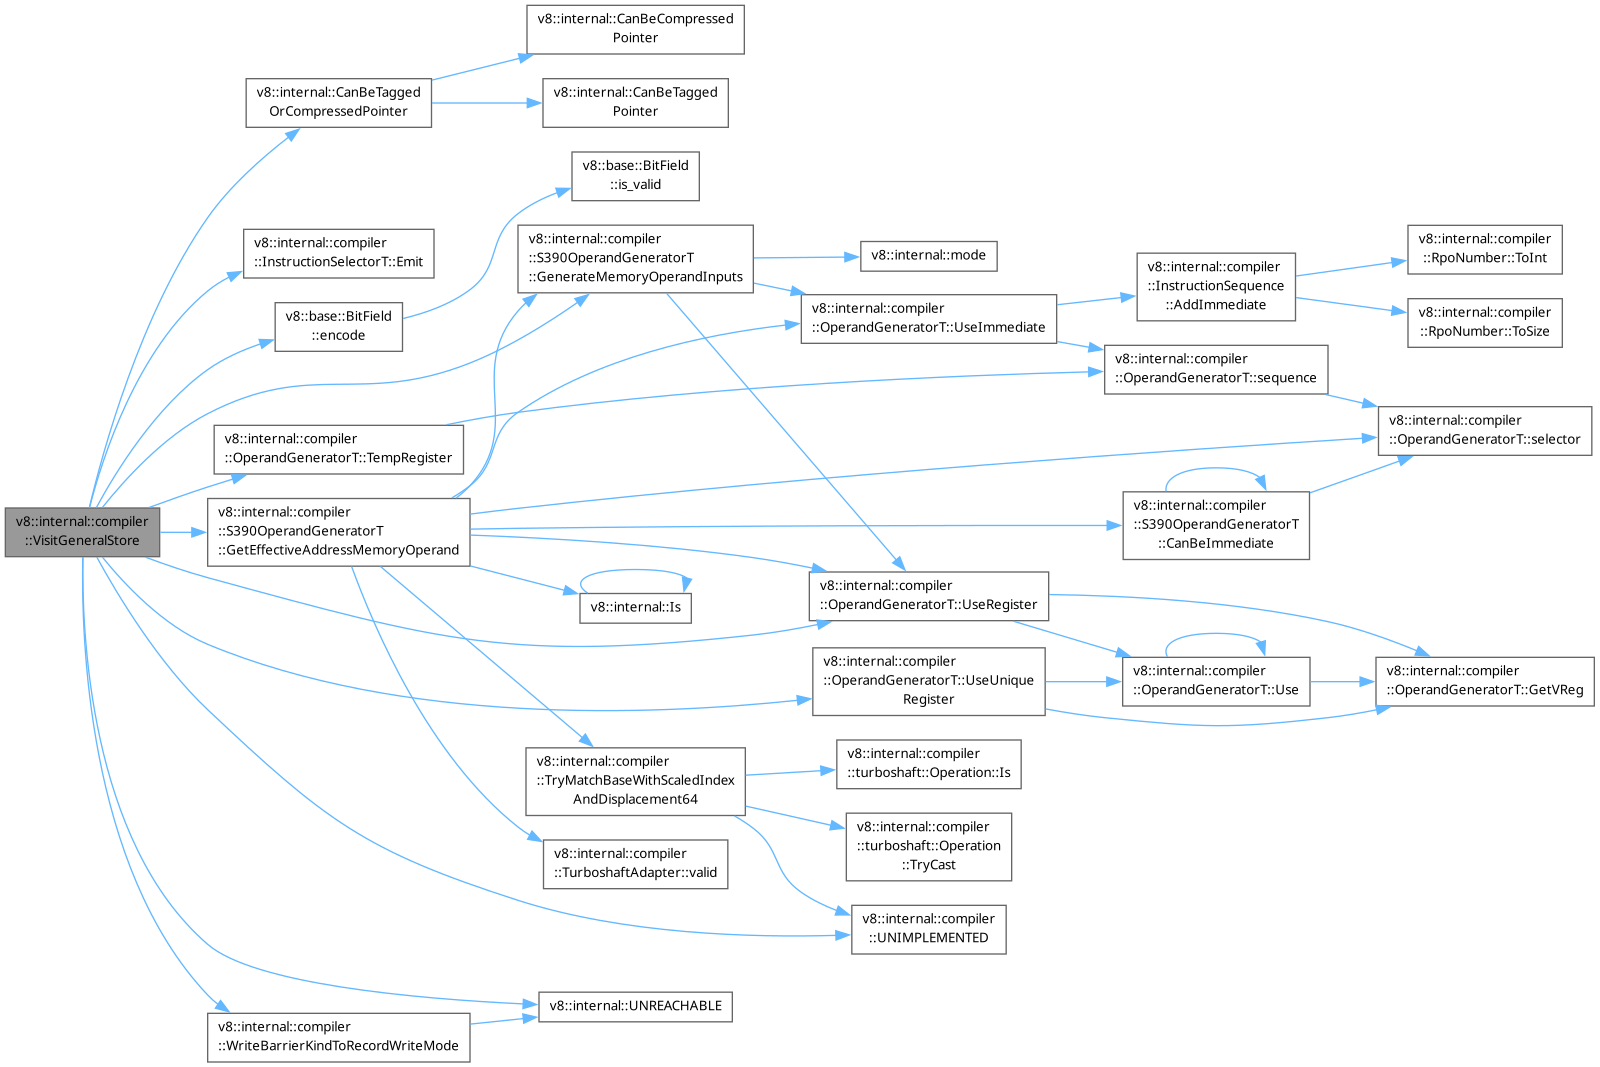 v8::internal::compiler
::VisitGeneralStore
v8::internal::CanBeTagged
OrCompressedPointer
v8::internal::CanBeCompressed
Pointer
v8::internal::CanBeTagged
Pointer
v8::internal::compiler
::InstructionSelectorT::Emit
v8::base::BitField
::encode
v8::base::BitField
::is_valid
v8::internal::compiler
::S390OperandGeneratorT
::GenerateMemoryOperandInputs
v8::internal::mode
v8::internal::compiler
::OperandGeneratorT::UseImmediate
v8::internal::compiler
::InstructionSequence
::AddImmediate
v8::internal::compiler
::RpoNumber::ToInt
v8::internal::compiler
::RpoNumber::ToSize
v8::internal::compiler
::OperandGeneratorT::sequence
v8::internal::compiler
::OperandGeneratorT::selector
v8::internal::compiler
::OperandGeneratorT::TempRegister
v8::internal::compiler
::S390OperandGeneratorT
::GetEffectiveAddressMemoryOperand
v8::internal::compiler
::S390OperandGeneratorT
::CanBeImmediate
v8::internal::Is
v8::internal::compiler
::OperandGeneratorT::UseRegister
v8::internal::compiler
::OperandGeneratorT::UseUnique
Register
v8::internal::compiler
::OperandGeneratorT::Use
v8::internal::compiler
::OperandGeneratorT::GetVReg
v8::internal::compiler
::TryMatchBaseWithScaledIndex
AndDisplacement64
v8::internal::compiler
::turboshaft::Operation::Is
v8::internal::compiler
::turboshaft::Operation
::TryCast
v8::internal::compiler
::TurboshaftAdapter::valid
v8::internal::compiler
::UNIMPLEMENTED
v8::internal::UNREACHABLE
v8::internal::compiler
::WriteBarrierKindToRecordWriteMode